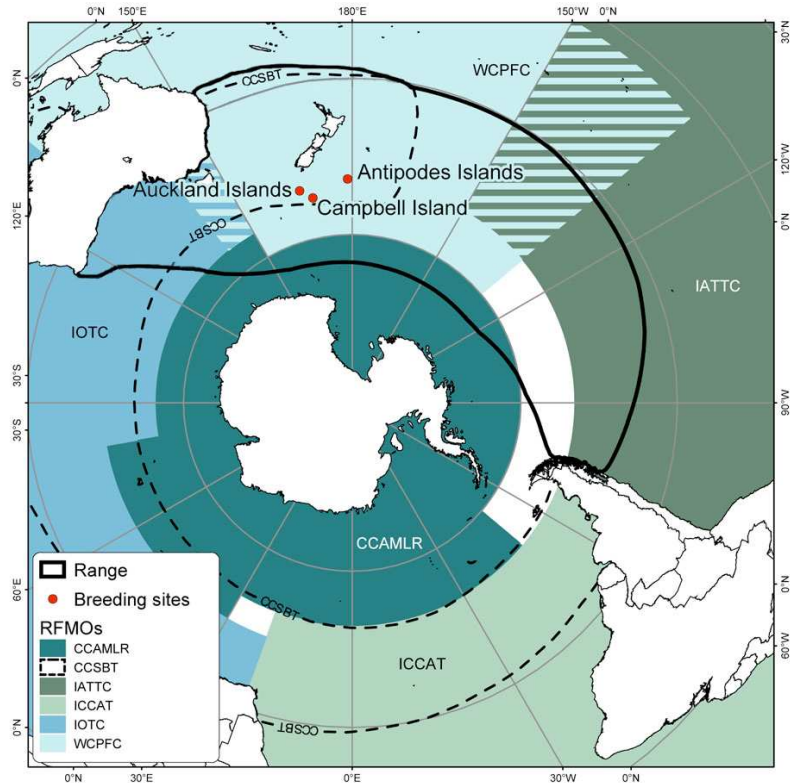 0°N 150°E 180°E 150°W 0°N
30°N
WCPFC
CCSBT
0°N
Antipodes Islands
Auckland Islands
Campbell Island
120°W
120°E
CCSBT
0°N
IATTC
IOTC
30°S
90°W
30°S
CCAMLR
0°N
60°E
CCSBT
60°W
ICCAT
CCSBT
0°N
Range
Breeding sites
RFMOs
CCAMLR
CCSBT
IATTC
ICCAT
IOTC
WCPFC
0°N 30°E 0°E 30°W 0°N